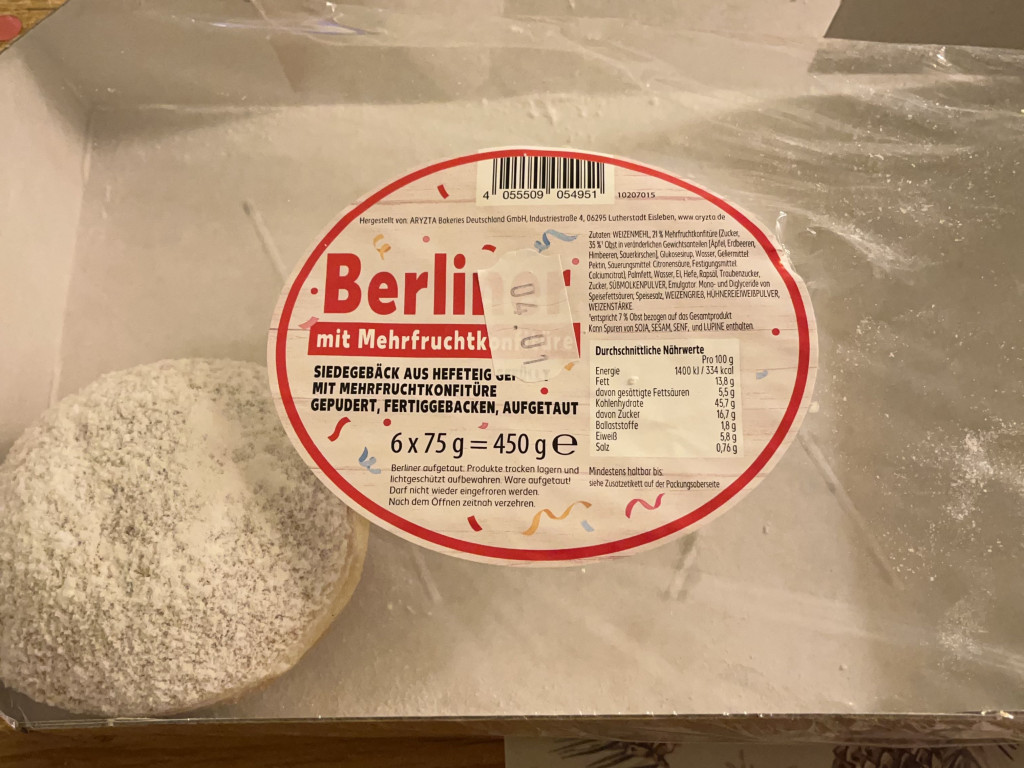 4 055509 054951
10207015
Hergestellt von: ARYZTA Bakeries Deutschland GmbH, Industriestraße 4, 06295 Lutherstadt Eisleben, www.aryzta.de
Berliner
mit Mehrfruchtkonfitüre
04.01
SIEDEGEBÄCK AUS HEFETEIG
MIT MEHRFRUCHTKONFITÜRE
GEPUDERT, FERTIGGEBACKEN, AUFGETAUT
6 x 75 g = 450 g e
Berliner aufgetaut: Produkte trocken lagern und
lichtgeschützt aufbewahren. Ware aufgetaut!
Darf nicht wieder eingefroren werden.
Nach dem Öffnen zeitnah verzehren.
Zutaten: WEIZENMEHL, 21 % Mehrfruchtkonfitüre (Zucker,
35 %¹ Obst in veränderlichen Gewichtsanteilen [Äpfel, Erdbeeren,
Himbeeren, Sauerkirschen], Glukosesirup, Wasser, Geliermittel
Pektin, Säuerungsmittel Citronensäure, Festigungsmittel
Calciumcitrat), Palmfett, Wasser, Ei, Hefe, Rapsöl, Traubenzucker,
Zucker, SÜßMOLKENPULVER, Emulgator: Mono- und Diglyceride von
Speisefettsäuren, Speisesalz, WEIZENGRIEß, HÜHNEREIEIWEIßPULVER,
WEIZENSTÄRKE.
¹entspricht 7 % Obst bezogen auf das Gesamtprodukt
Kann Spuren von SOJA, SESAM, SENF, und LUPINE enthalten.
Durchschnittliche Nährwerte
Pro 100 g
Energie 1400 kJ / 334 kcal
Fett 13,8 g
davon gesättigte Fettsäuren 5,5 g
Kohlenhydrate 45,7 g
davon Zucker 16,7 g
Ballaststoffe 1,8 g
Eiweiß 5,8 g
Salz 0,76 g
Mindestens haltbar bis:
siehe Zusatzetikett auf der Packungsoberseite